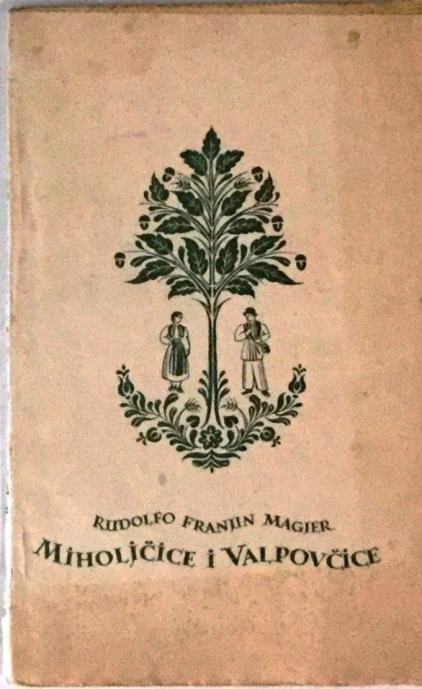 RUDOLFO FRANJIN MAGJER
MIHOLJČICE I VALPOVČICE